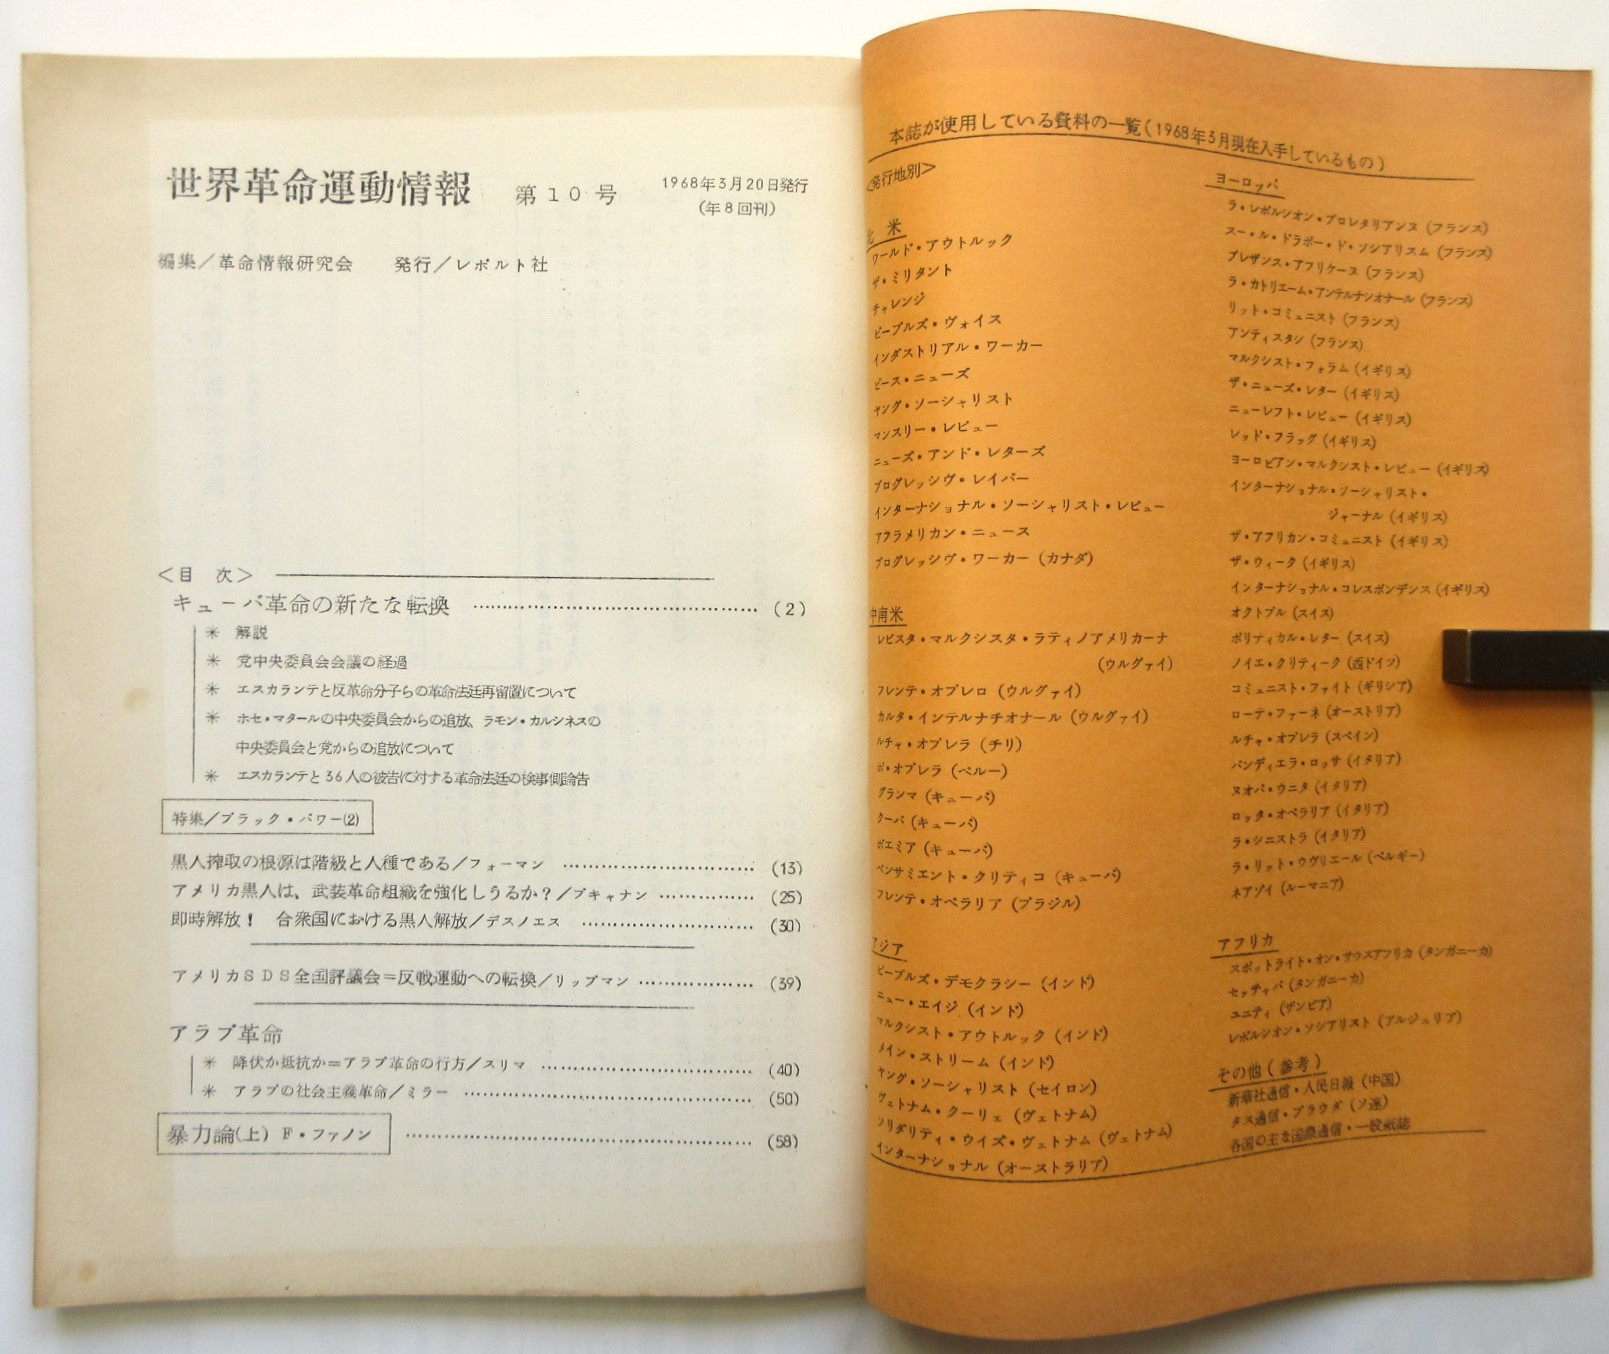 世界革命運動情報 第10号 1968年3月20日発行
(年8回刊)
編集／革命情報研究会 発行／レボルト社
＜目 次＞
キューバ革命の新たな転換 ………………………………… (2)
＊ 解説
＊ 党中央委員会会議の経過
＊ エスカランテと反革命分子らの革命法廷再留置について
＊ ホセ・マタールの中央委員会からの追放、ラモン・カルシネスの
中央委員会と党からの追放について
＊ エスカランテと36人の被告に対する革命法廷の検事側論告
特集／ブラック・パワー(2)
黒人搾取の根源は階級と人種である／フォーマン ……………………… (13)
アメリカ黒人は、武装革命組織を強化しうるか？／ブキャナン …………… (25)
即時解放！ 合衆国における黒人解放／デスノエス …………………… (30)
アメリカSDS全国評議会＝反戦運動への転換／リップマン ……………… (39)
アラブ革命
＊ 降伏か抵抗か＝アラブ革命の行方／スリマ ………………………… (40)
＊ アラブの社会主義革命／ミラー ………………………………… (50)
暴力論(上) F・ファノン ………………………………………… (58)
本誌が使用している資料の一覧(1968年3月現在入手しているもの)
＜発行地別＞
北 米
ワールド・アウトルック
ザ・ミリタント
チャレンジ
ピープルズ・ヴォイス
インダストリアル・ワーカー
ピース・ニューズ
ヤング・ソーシャリスト
マンスリー・レビュー
ニューズ・アンド・レターズ
プログレッシヴ・レイバー
インターナショナル・ソーシャリスト・レビュー
アフラメリカン・ニュース
プログレッシヴ・ワーカー (カナダ)
中南米
レビスタ・マルクシスタ・ラティノアメリカーナ
(ウルグァイ)
フレンテ・オブレロ (ウルグァイ)
カルタ・インテルナチオナール (ウルグァイ)
ルチャ・オブレラ (チリ)
ボ・オブレラ (ペルー)
グランマ (キューバ)
クーバ (キューバ)
ボエミア (キューバ)
ペンサミエント・クリティコ (キューバ)
フレンテ・オペラリア (ブラジル)
アジア
ピープルズ・デモクラシー (インド)
ニュー・エイジ (インド)
マルクシスト・アウトルック (インド)
メイン・ストリーム (インド)
ヤング・ソーシャリスト (セイロン)
ヴェトナム・クーリェ (ヴェトナム)
ソリダリティ・ウイズ・ヴェトナム (ヴェトナム)
インターナショナル (オーストラリア)
ヨーロッパ
ラ・レボルシオン・プロレタリアンヌ (フランス)
スー・ル・ドラポー・ド・ソシアリスム (フランス)
プレザンス・アフリケーヌ (フランス)
ラ・カトリエーム・アンテルナシオナール (フランス)
リット・コミュニスト (フランス)
アンティスタシ (フランス)
マルクシスト・フォラム (イギリス)
ザ・ニューズ・レター (イギリス)
ニューレフト・レビュー (イギリス)
レッド・フラッグ (イギリス)
ヨーロピアン・マルクシスト・レビュー (イギリス)
インターナショナル・ソーシャリスト・
ジャーナル (イギリス)
ザ・アフリカン・コミュニスト (イギリス)
ザ・ウィーク (イギリス)
インターナショナル・コレスポンデンス (イギリス)
オクトブル (スイス)
ポリティカル・レター (スイス)
ノイエ・クリティーク (西ドイツ)
コミュニスト・ファイト (ギリシア)
ローテ・ファーネ (オーストリア)
ルチャ・オブレラ (スペイン)
バンディエラ・ロッサ (イタリア)
ヌオバ・ウニタ (イタリア)
ロッタ・オペラリア (イタリア)
ラ・シニストラ (イタリア)
ラ・リット・ウヴリエール (ベルギー)
ネアゾイ (ルーマニア)
アフリカ
スポットライト・オン・サウスアフリカ (タンガニーカ)
セッチャバ (タンガニーカ)
ユニティ (ザンビア)
レボルシオン・ソシアリスト (アルジェリア)
その他(参考)
新華社通信・人民日報 (中国)
タス通信・プラウダ (ソ連)
各国の主な国際通信・一般紙誌